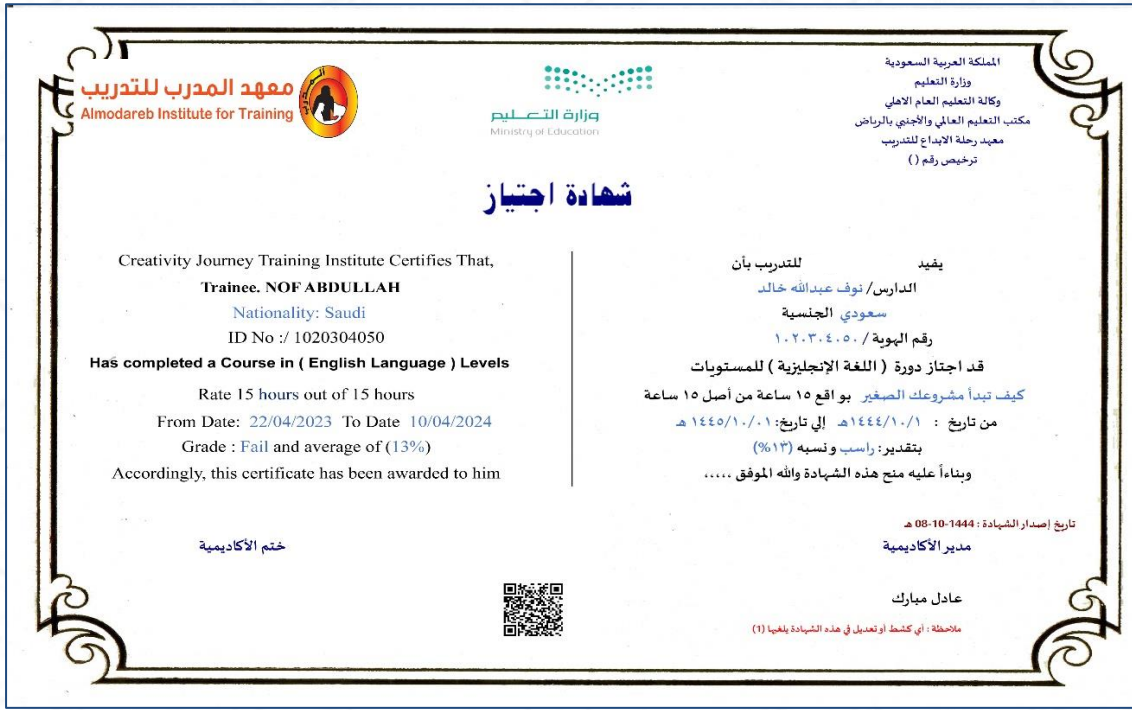 معهد المدرب للتدريب
Almodareb Institute for Training
المدرب
وزارة التعـــليم
Ministry of Education
المملكة العربية السعودية
وزارة التعليم
وكالة التعليم العام الاهلي
مكتب التعليم العالمي والأجنبي بالرياض
معهد رحلة الابداع للتدريب
ترخيص رقم ( )
شهادة اجتياز
Creativity Journey Training Institute Certifies That,
Trainee. NOF ABDULLAH
Nationality: Saudi
ID No :/ 1020304050
Has completed a Course in ( English Language ) Levels
Rate 15 hours out of 15 hours
From Date: 22/04/2023 To Date 10/04/2024
Grade : Fail and average of (13%)
Accordingly, this certificate has been awarded to him
يفيد للتدريب بأن
الدارس/ نوف عبدالله خالد
سعودي الجنسية
رقم الهوية / ١٠٢٠٣٠٤٠٥٠
قد اجتاز دورة ( اللغة الإنجليزية ) للمستويات
كيف تبدأ مشروعك الصغير بو اقع ١٥ ساعة من أصل ١٥ ساعة
من تاريخ : ١٤٤٤/١٠/١هـ إلي تاريخ: ١٤٤٥/١٠/٠١ هـ
بتقدير: راسب و نسبه (١٣%)
وبناءاً عليه منح هذه الشهادة والله الموفق .....
تاريخ إصدار الشهادة : 1444-10-08 هـ
مدير الأكاديمية
ختم الأكاديمية
عادل مبارك
ملاحظة : أي كشط أو تعديل في هذه الشهادة يلغيها (1)